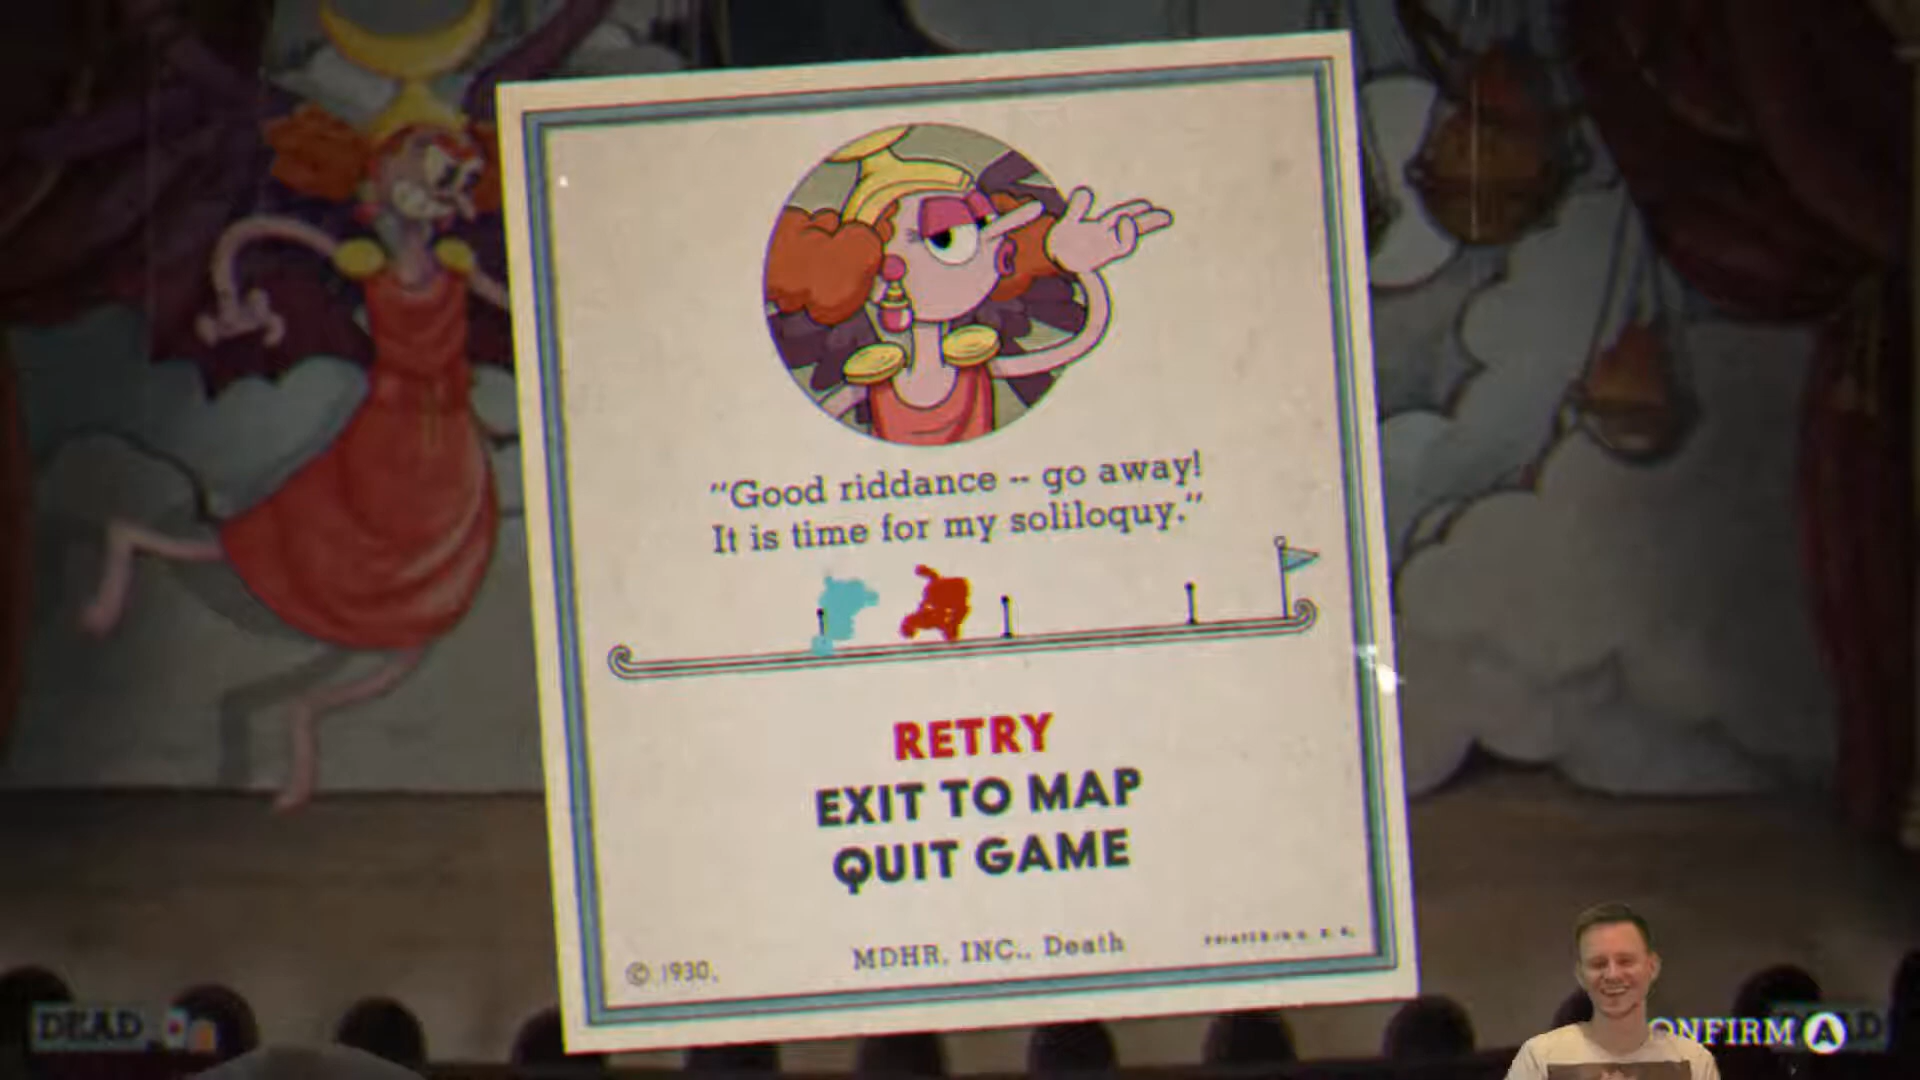 “Good riddance -- go away!
It is time for my soliloquy.”
RETRY
EXIT TO MAP
QUIT GAME
© 1930.
MDHR. INC.. Death
DEAD
ONFIRM A